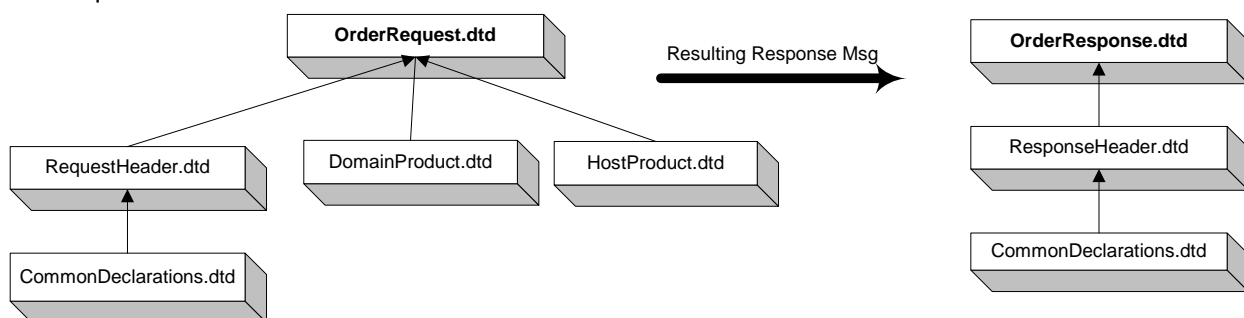 OrderRequest.dtd
Resulting Response Msg
OrderResponse.dtd
RequestHeader.dtd
DomainProduct.dtd
HostProduct.dtd
ResponseHeader.dtd
CommonDeclarations.dtd
CommonDeclarations.dtd